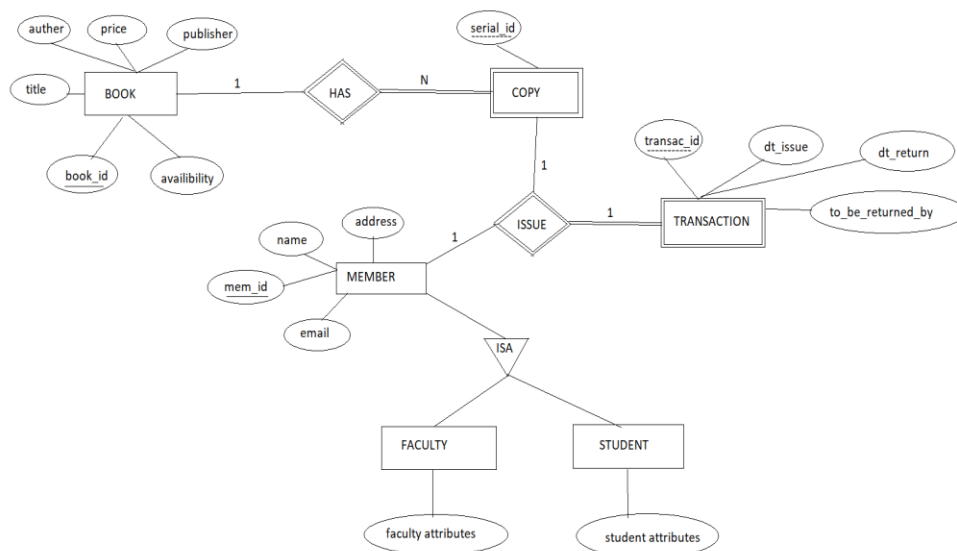 serial_id
auther
price
publisher
title
BOOK
1
HAS
N
COPY
book_id
availibility
1
transac_id
dt_issue
dt_return
to_be_returned_by
TRANSACTION
1
ISSUE
1
address
name
mem_id
MEMBER
email
ISA
FACULTY
STUDENT
faculty attributes
student attributes